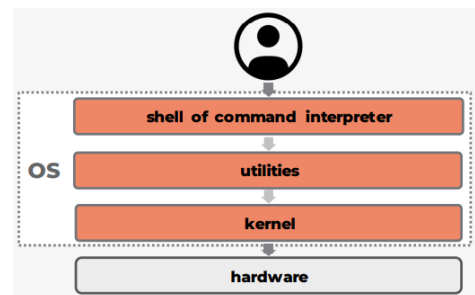 shell of command interpreter
OS
utilities
kernel
hardware